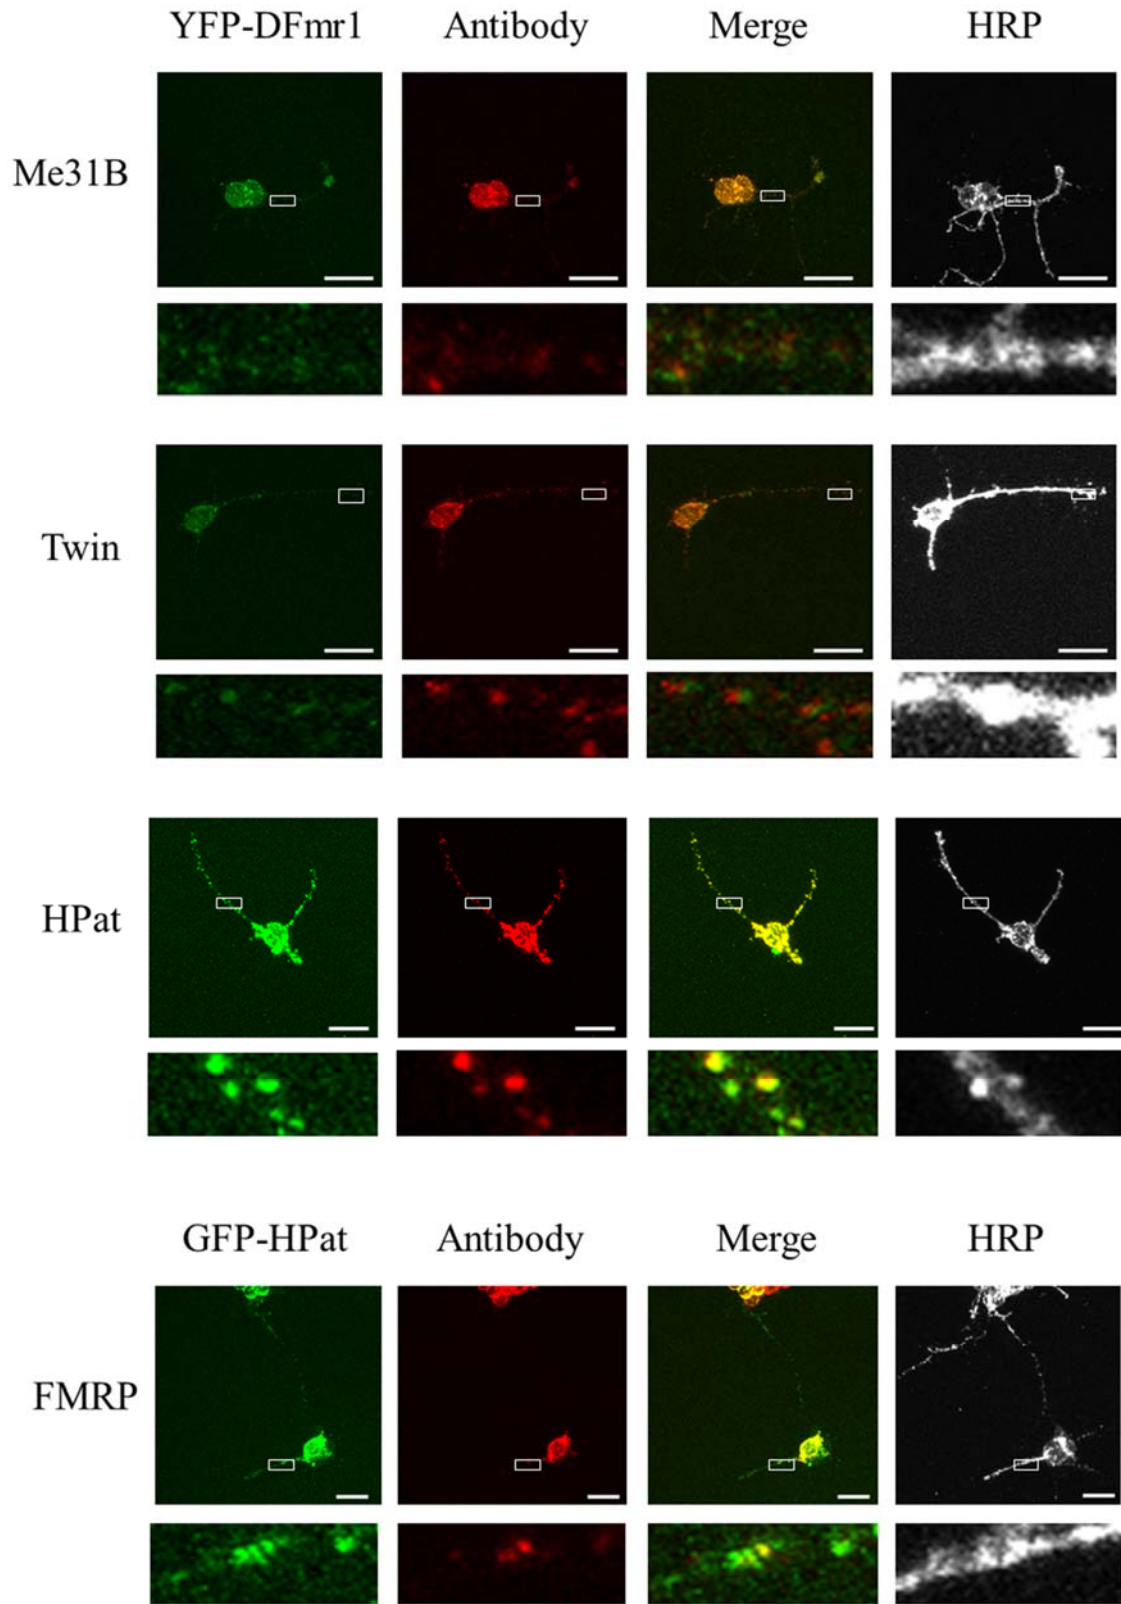 YFP-DFmr1 Antibody Merge HRP
Me31B
Twin
HPat
GFP-HPat Antibody Merge HRP
FMRP